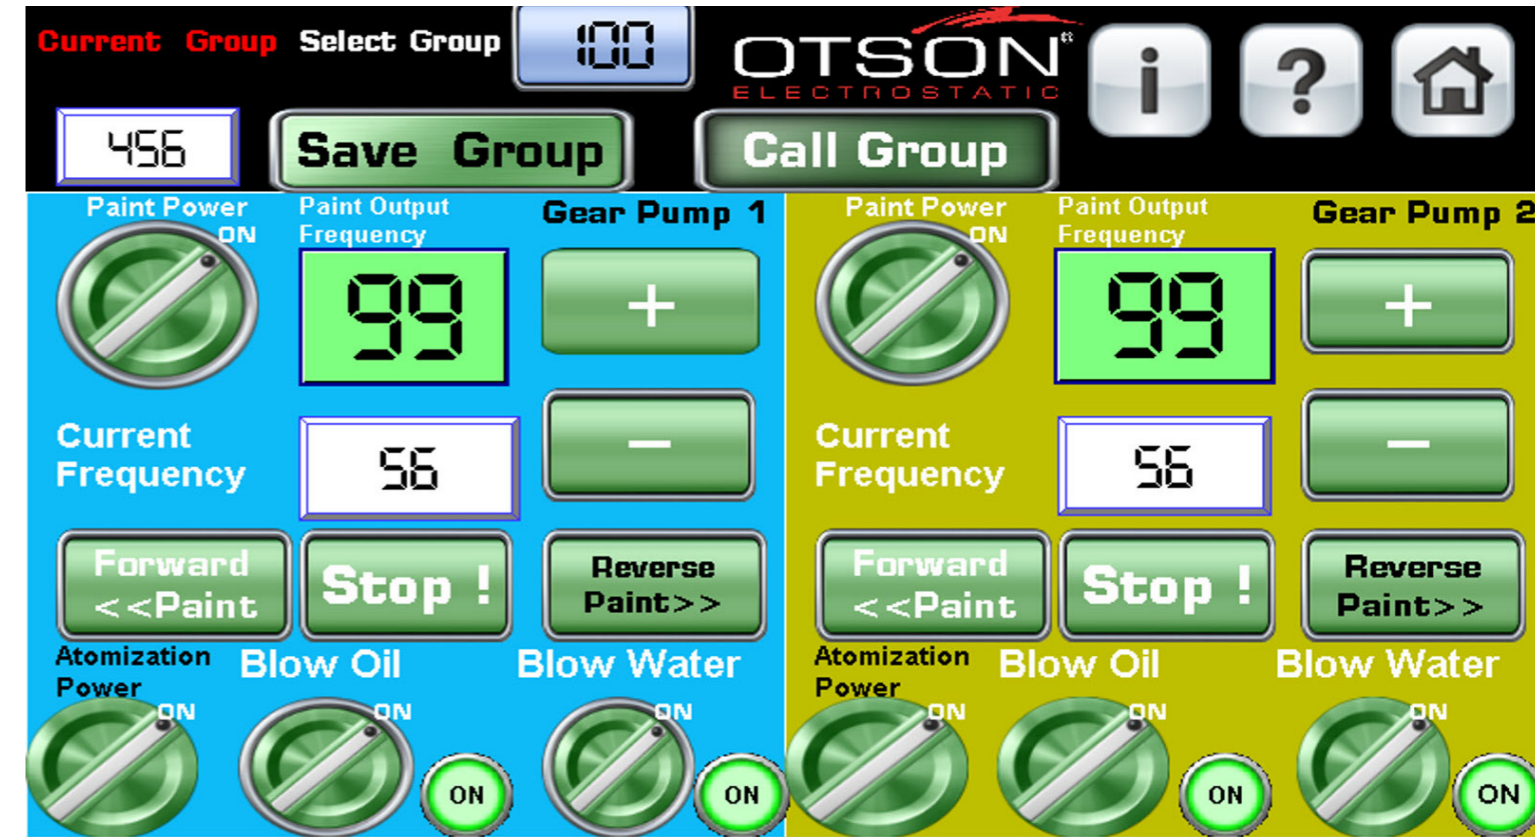 Current Group Select Group 100
OTSON®
ELECTROSTATIC
i ?
456 Save Group Call Group
Paint Power
ON
Paint Output
Frequency
Gear Pump 1
99
+
Current
Frequency
56
−
Forward
<<Paint
Stop !
Reverse
Paint>>
Atomization
Power
ON
Blow Oil
ON
ON
Blow Water
ON
ON
Paint Power
ON
Paint Output
Frequency
Gear Pump 2
99
+
Current
Frequency
56
−
Forward
<<Paint
Stop !
Reverse
Paint>>
Atomization
Power
ON
Blow Oil
ON
ON
Blow Water
ON
ON